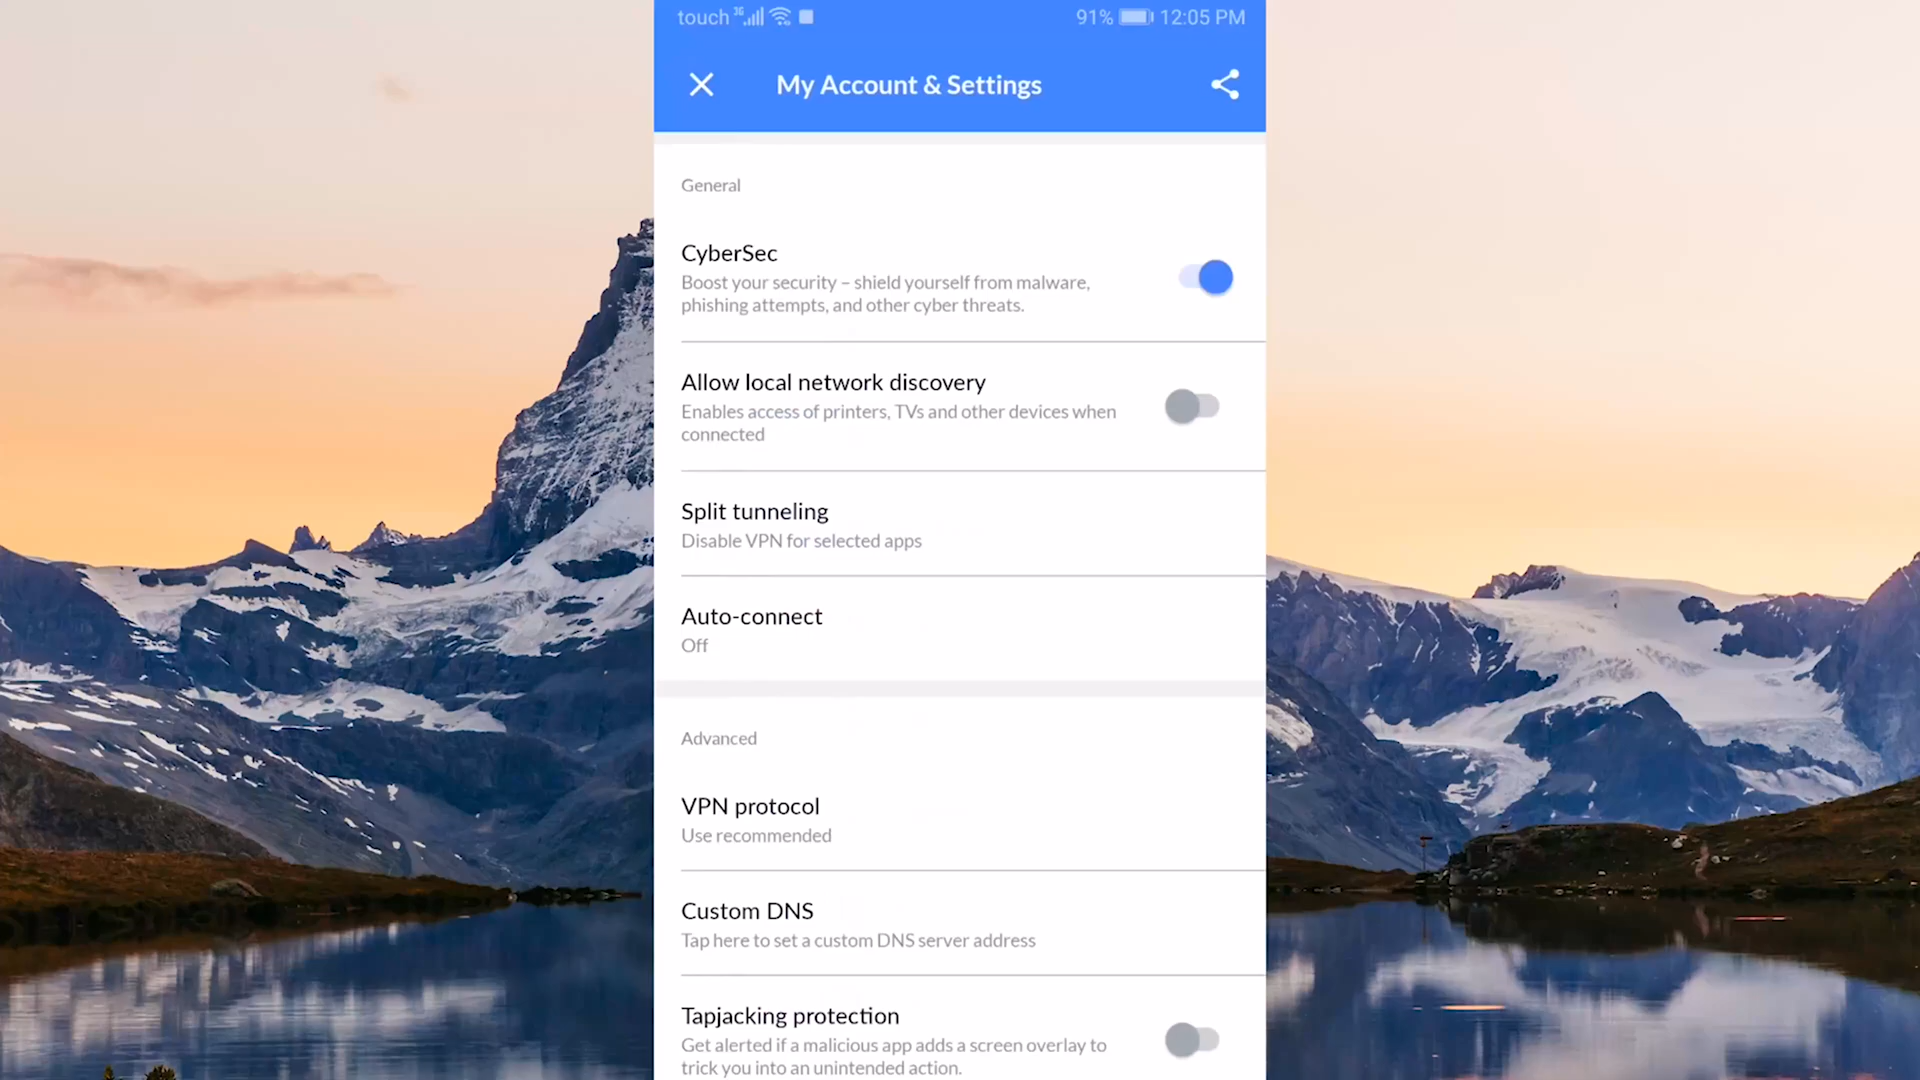 touch 3G 91% 12:05 PM
My Account & Settings
General
CyberSec
Boost your security – shield yourself from malware,
phishing attempts, and other cyber threats.
Allow local network discovery
Enables access of printers, TVs and other devices when
connected
Split tunneling
Disable VPN for selected apps
Auto-connect
Off
Advanced
VPN protocol
Use recommended
Custom DNS
Tap here to set a custom DNS server address
Tapjacking protection
Get alerted if a malicious app adds a screen overlay to
trick you into an unintended action.